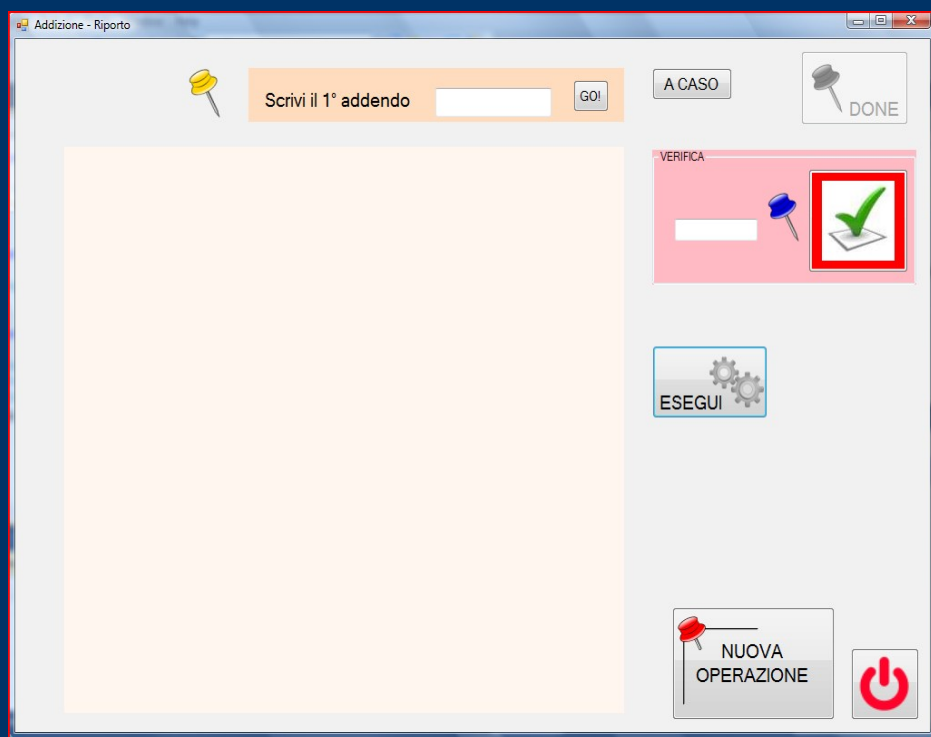 Addizione - Riporto
Scrivi il 1° addendo
GO!
A CASO
DONE
VERIFICA
ESEGUI
NUOVA
OPERAZIONE